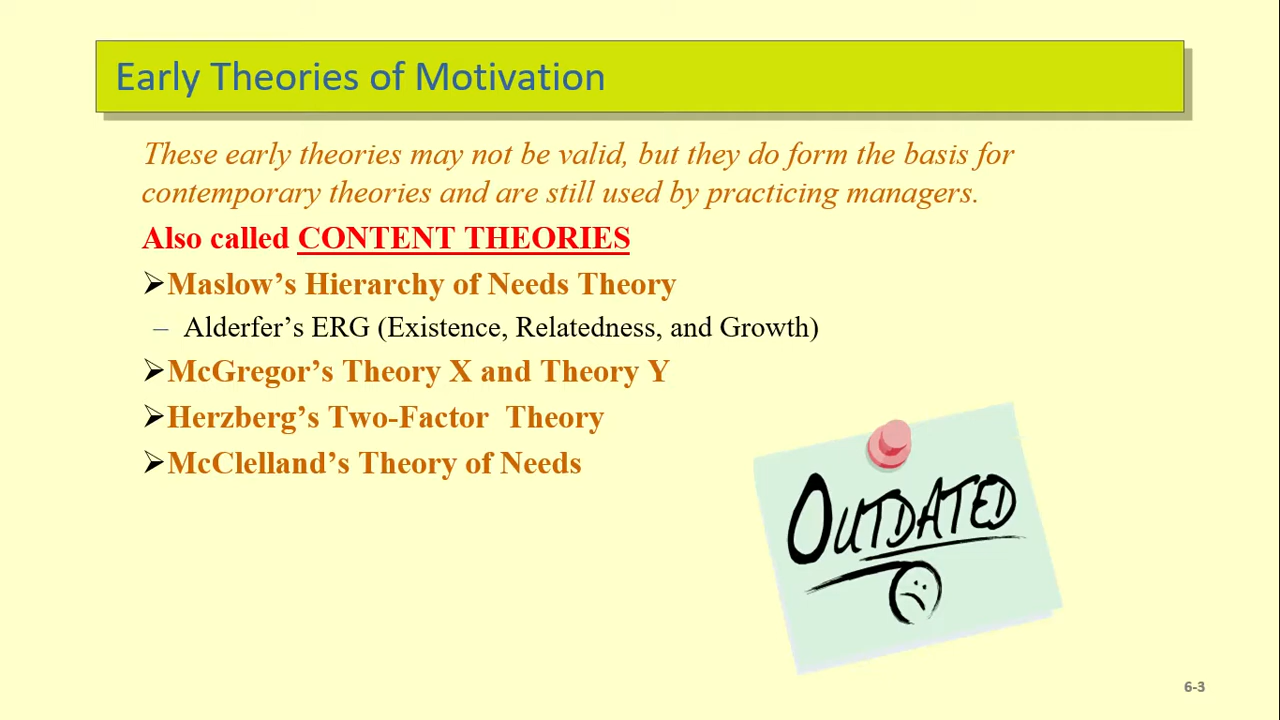 Early Theories of Motivation
These early theories may not be valid, but they do form the basis for
contemporary theories and are still used by practicing managers.
Also called CONTENT THEORIES
➢Maslow’s Hierarchy of Needs Theory
– Alderfer’s ERG (Existence, Relatedness, and Growth)
➢McGregor’s Theory X and Theory Y
➢Herzberg’s Two-Factor  Theory
➢McClelland’s Theory of Needs
OUTDATED
6-3